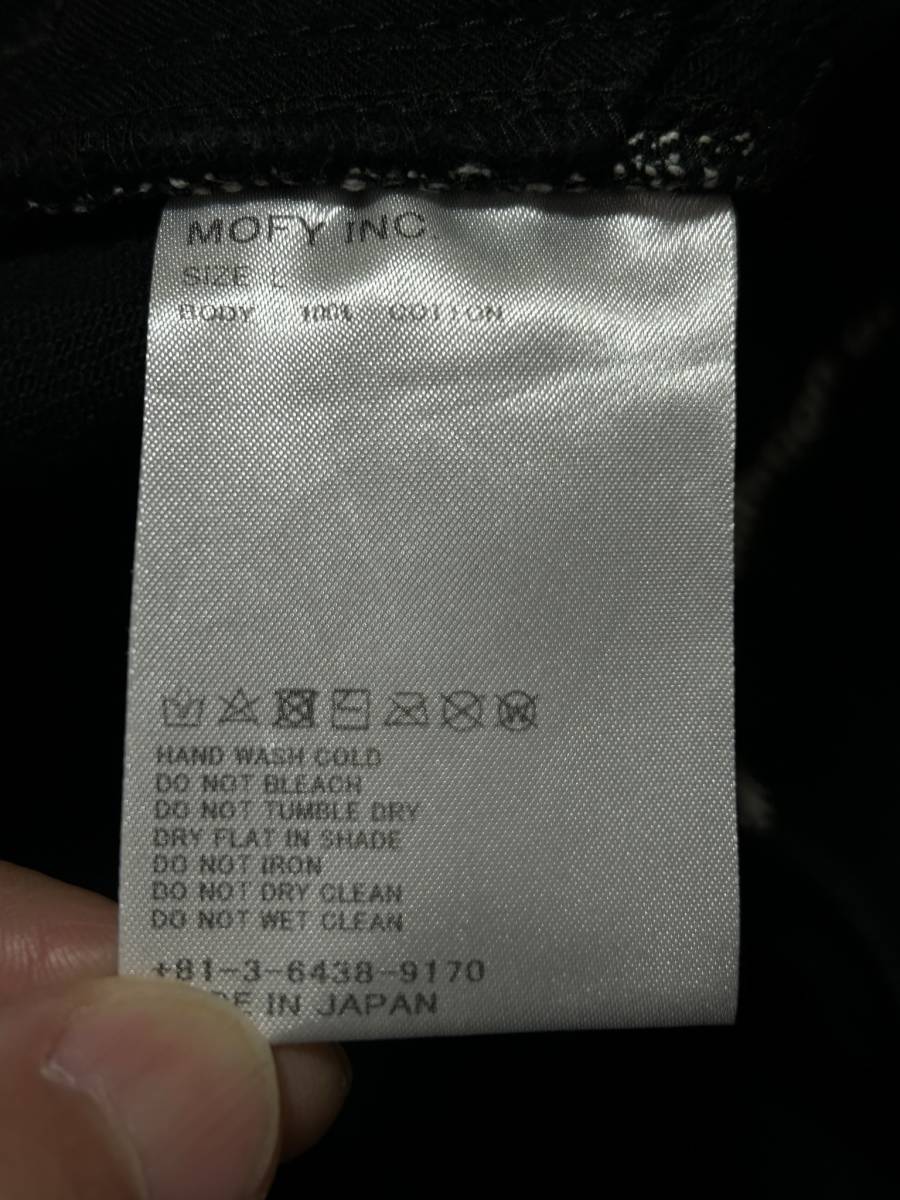 MOFY INC.
SIZE L
BODY 100% COTTON
W
HAND WASH COLD
DO NOT BLEACH
DO NOT TUMBLE DRY
DRY FLAT IN SHADE
DO NOT IRON
DO NOT DRY CLEAN
DO NOT WET CLEAN
+81-3-6438-9170
IN JAPAN